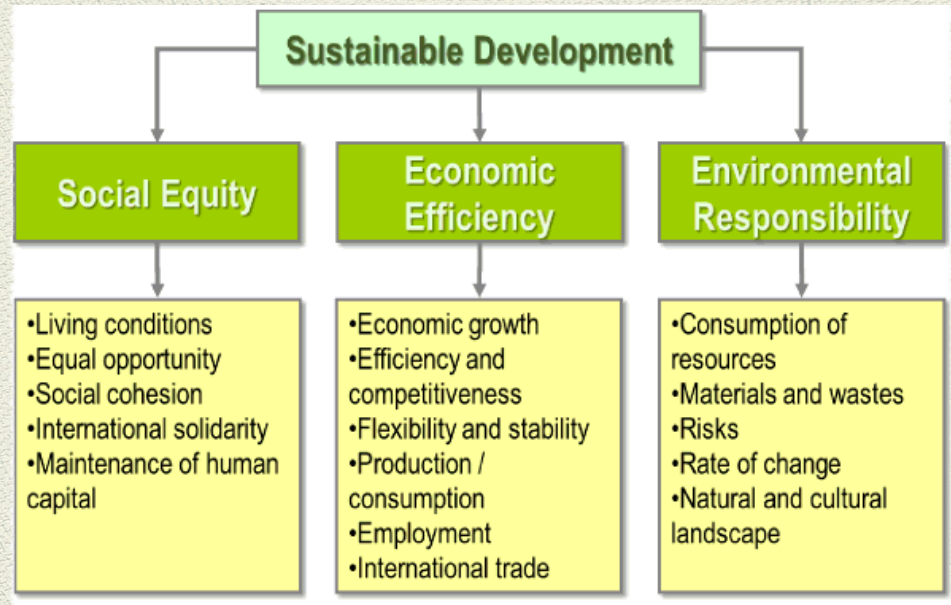 Sustainable Development
Social Equity
Economic
Efficiency
Environmental
Responsibility
•Living conditions
•Equal opportunity
•Social cohesion
•International solidarity
•Maintenance of human
capital
•Economic growth
•Efficiency and
competitiveness
•Flexibility and stability
•Production /
consumption
•Employment
•International trade
•Consumption of
resources
•Materials and wastes
•Risks
•Rate of change
•Natural and cultural
landscape